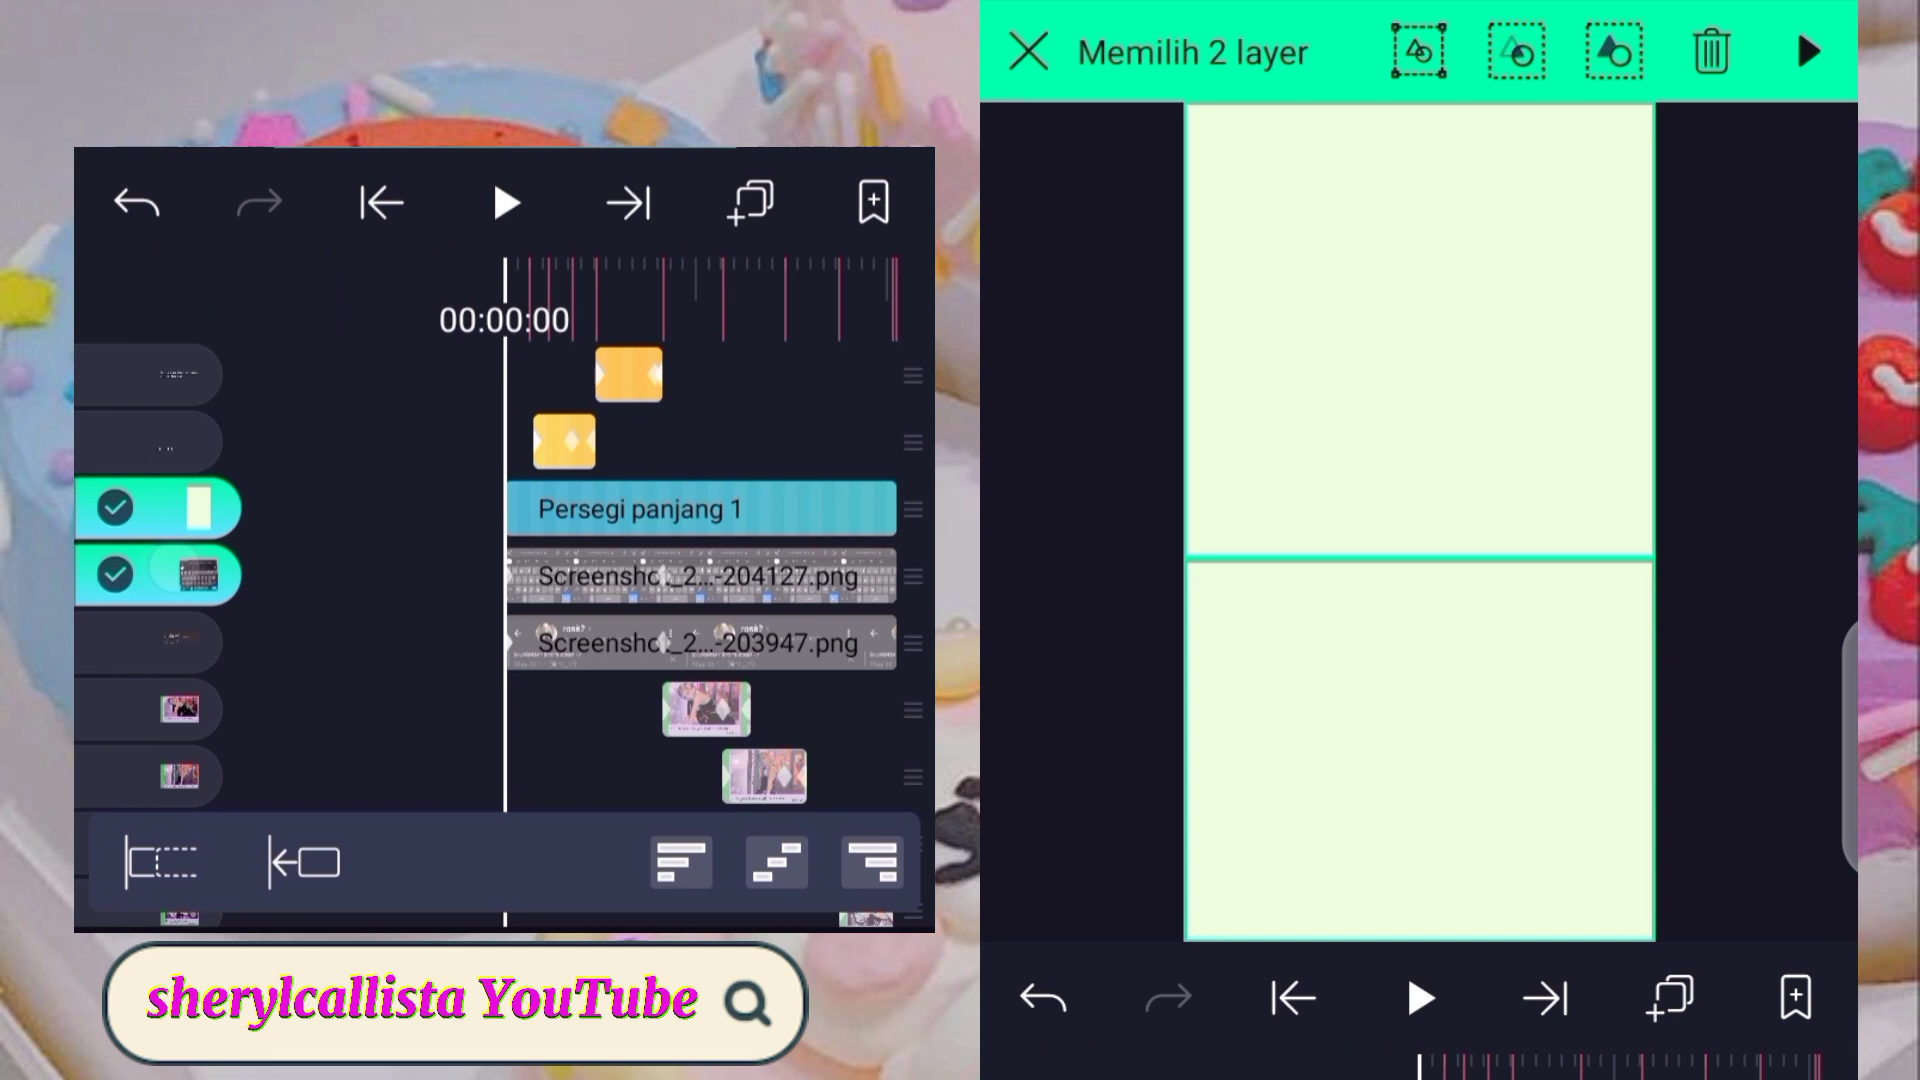 Memilih 2 layer
00:00:00
Persegi panjang 1
Screensho_2...-204127.png
Screensho_2...-203947.png
sherylcallista YouTube